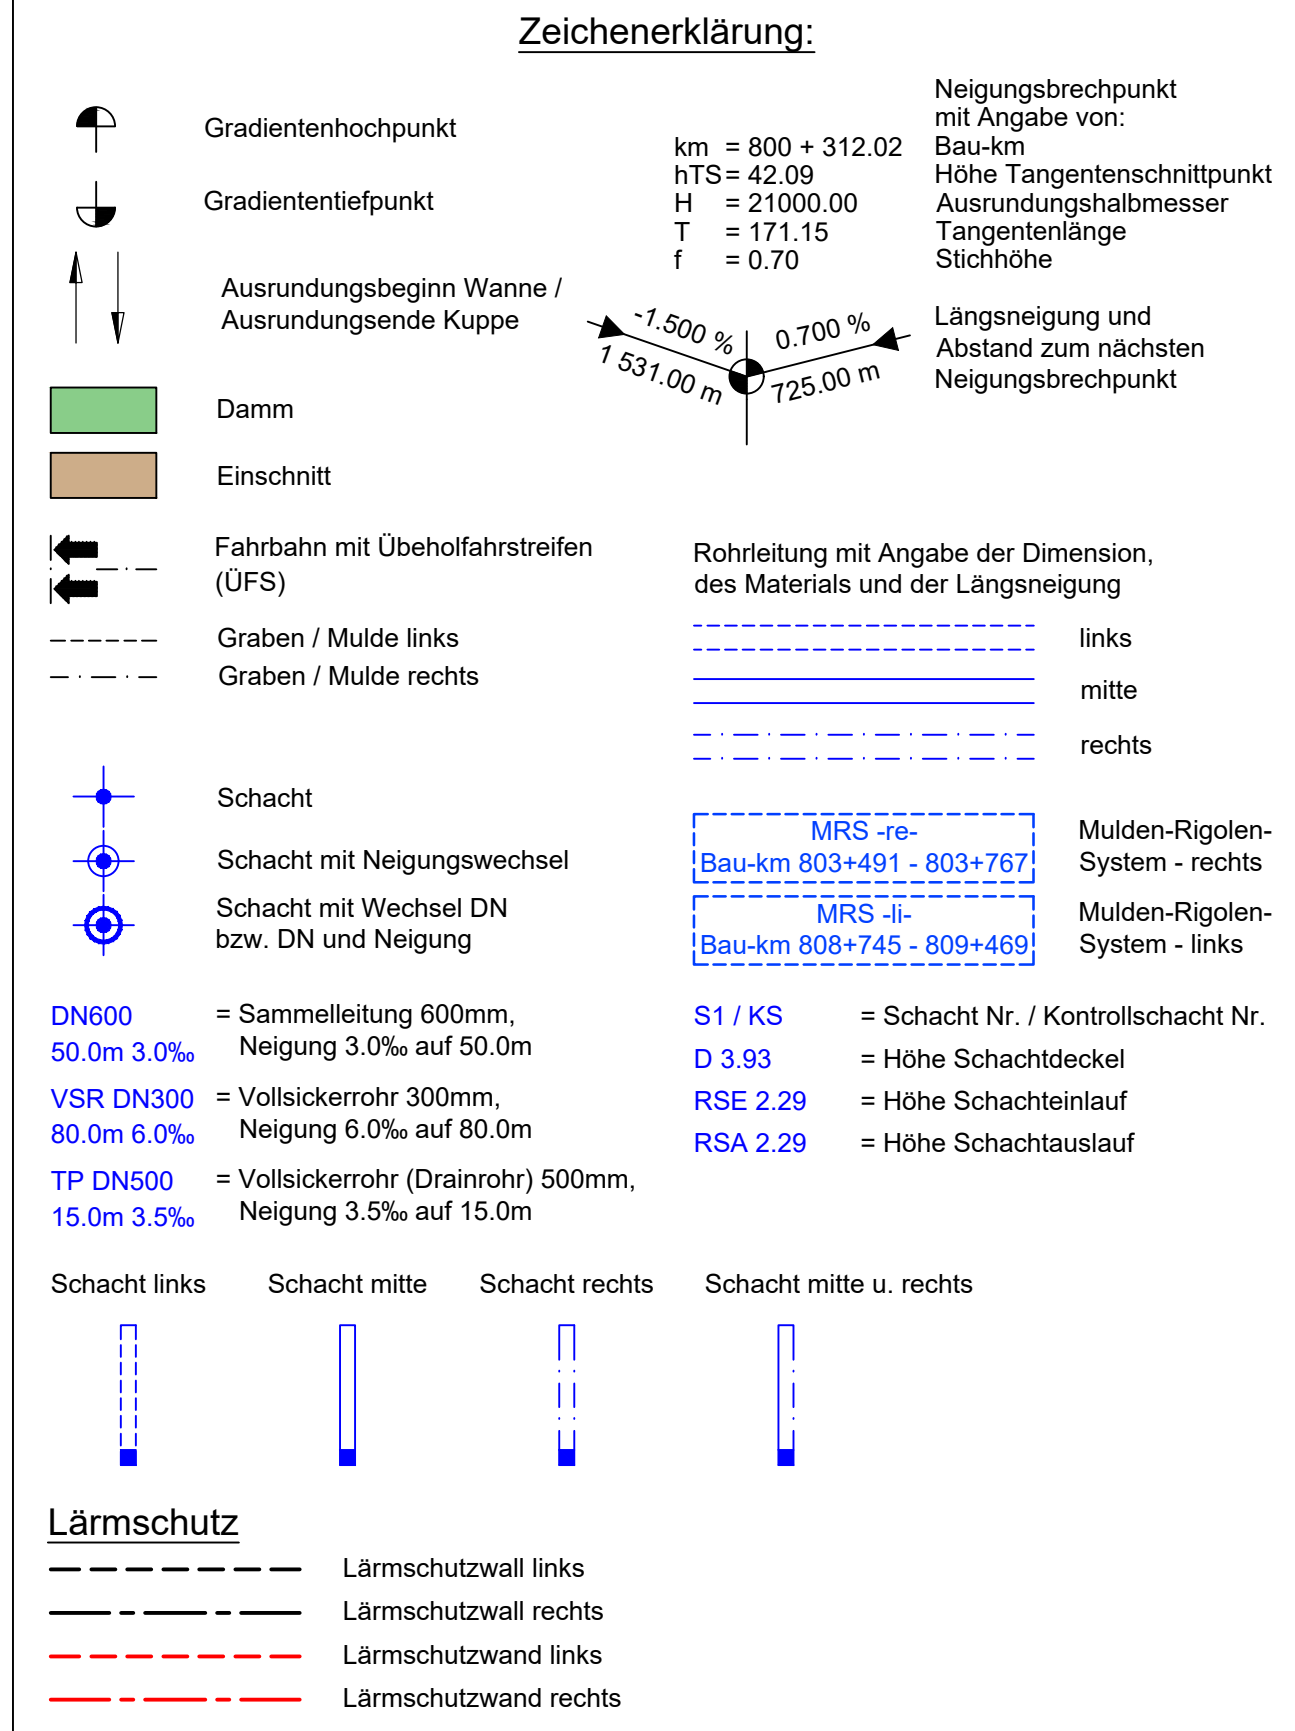 Zeichenerklärung:
Gradientenhochpunkt
Gradiententiefpunkt
Ausrundungsbeginn Wanne /
Ausrundungsende Kuppe
Damm
Einschnitt
Fahrbahn mit Übeholfahrstreifen
(ÜFS)
Graben / Mulde links
Graben / Mulde rechts
Neigungsbrechpunkt
mit Angabe von:
km = 800 + 312.02 Bau-km
hTS = 42.09 Höhe Tangentenschnittpunkt
H = 21000.00 Ausrundungshalbmesser
T = 171.15 Tangentenlänge
f = 0.70 Stichhöhe
-1.500 % 0.700 %
1 531.00 m 725.00 m
Längsneigung und
Abstand zum nächsten
Neigungsbrechpunkt
Rohrleitung mit Angabe der Dimension,
des Materials und der Längsneigung
links
mitte
rechts
Schacht
Schacht mit Neigungswechsel
Schacht mit Wechsel DN
bzw. DN und Neigung
MRS -re-
Bau-km 803+491 - 803+767
Mulden-Rigolen-
System - rechts
MRS -li-
Bau-km 808+745 - 809+469
Mulden-Rigolen-
System - links
DN600 = Sammelleitung 600mm,
50.0m 3.0‰ Neigung 3.0‰ auf 50.0m
VSR DN300 = Vollsickerrohr 300mm,
80.0m 6.0‰ Neigung 6.0‰ auf 80.0m
TP DN500 = Vollsickerrohr (Drainrohr) 500mm,
15.0m 3.5‰ Neigung 3.5‰ auf 15.0m
S1 / KS = Schacht Nr. / Kontrollschacht Nr.
D 3.93 = Höhe Schachtdeckel
RSE 2.29 = Höhe Schachteinlauf
RSA 2.29 = Höhe Schachtauslauf
Schacht links Schacht mitte Schacht rechts Schacht mitte u. rechts
Lärmschutz
Lärmschutzwall links
Lärmschutzwall rechts
Lärmschutzwand links
Lärmschutzwand rechts